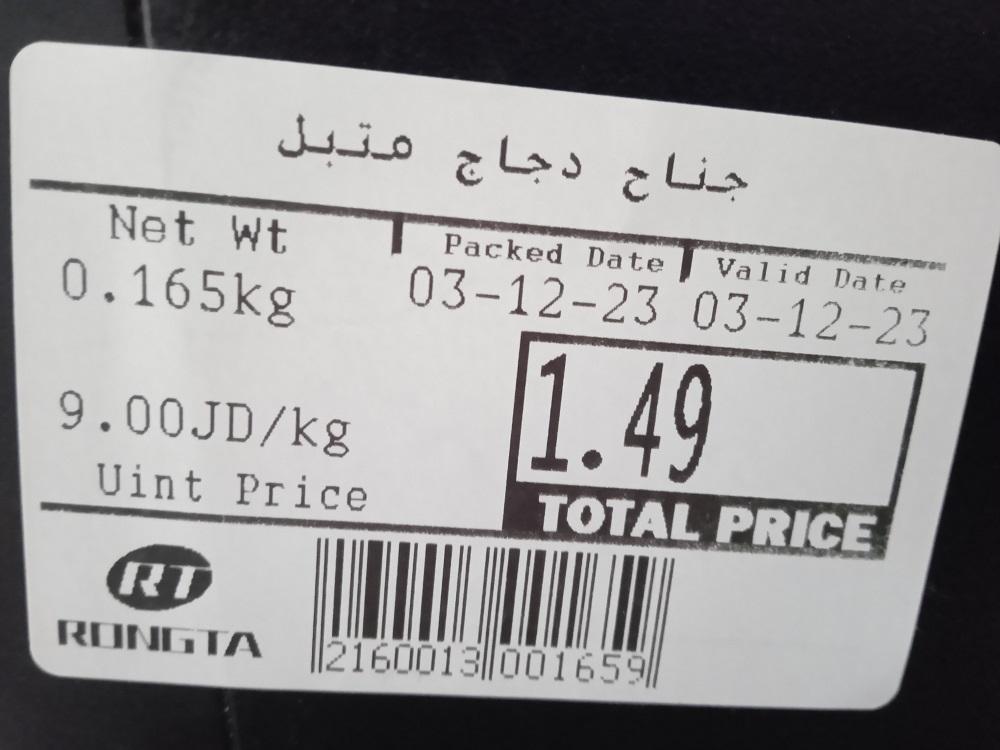 جناح دجاج متبل
Net Wt Packed Date Valid Date
0.165kg 03-12-23 03-12-23
9.00JD/kg 1.49
Uint Price TOTAL PRICE
RT
RONGTA
2160013 001659